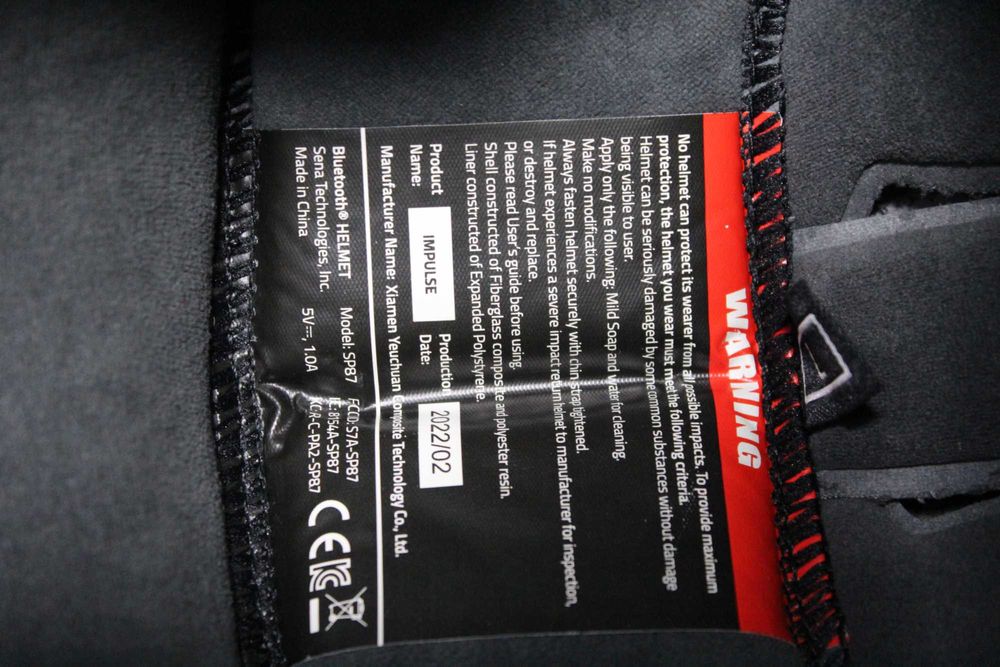 WARNING
No helmet can protect its wearer from all possible impacts. To provide maximum
protection, the helmet you wear must meet the following criteria.
Helmet can be seriously damaged by some common substances without damage
being visible to user.
Apply only the following: Mild Soap and water for cleaning.
Make no modifications.
Always fasten helmet securely with chin-strap tightened.
If helmet experiences a severe impact return helmet to manufacturer for inspection,
or destroy and replace.
Please read User's guide before using
Shell constructed of Fiberglass composite and polyester resin.
Liner constructed of Expanded Polystyrene.
Product Name: IMPULSE Production Date: 2022/02
Manufacturer Name: Xiamen Yeuchuan Composite Technology Co., Ltd.
Bluetooth® HELMET Model: SP87 FCCID: S7A-SP87
Sena Technologies, Inc. IC: 8154A-SP87
Made in China 5V⎓, 1.0A KCR-C-PA2-SP87
CE